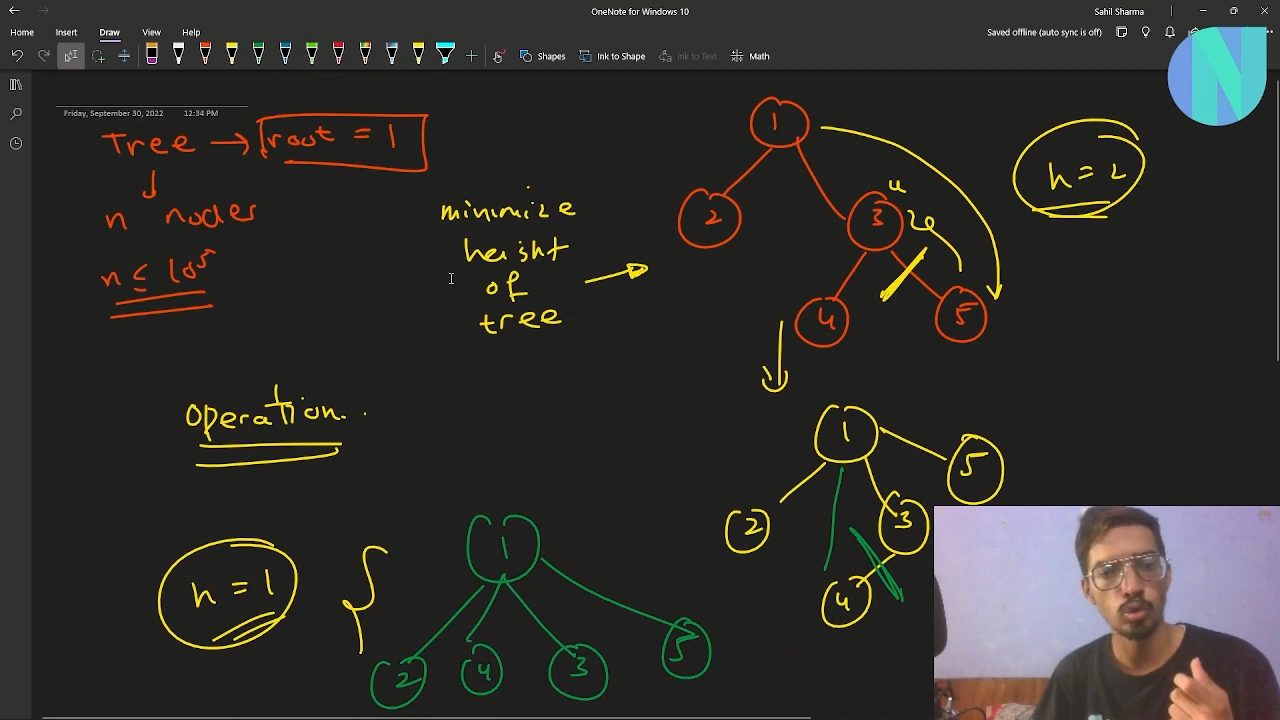 OneNote for Windows 10
Sahil Sharma
Home
Insert
Draw
View
Help
Saved offline (auto sync is off)
Shapes
Ink to Shape
Ink to Text
Math
Friday, September 30, 2022
12:34 PM
Tree → root = 1
n nodes
n ≤ 10⁵
minimize
height
of
tree
1
2
3
u
4
5
h = 2
operation.
1
5
2
3
4
h = 1
1
2
4
3
5
N